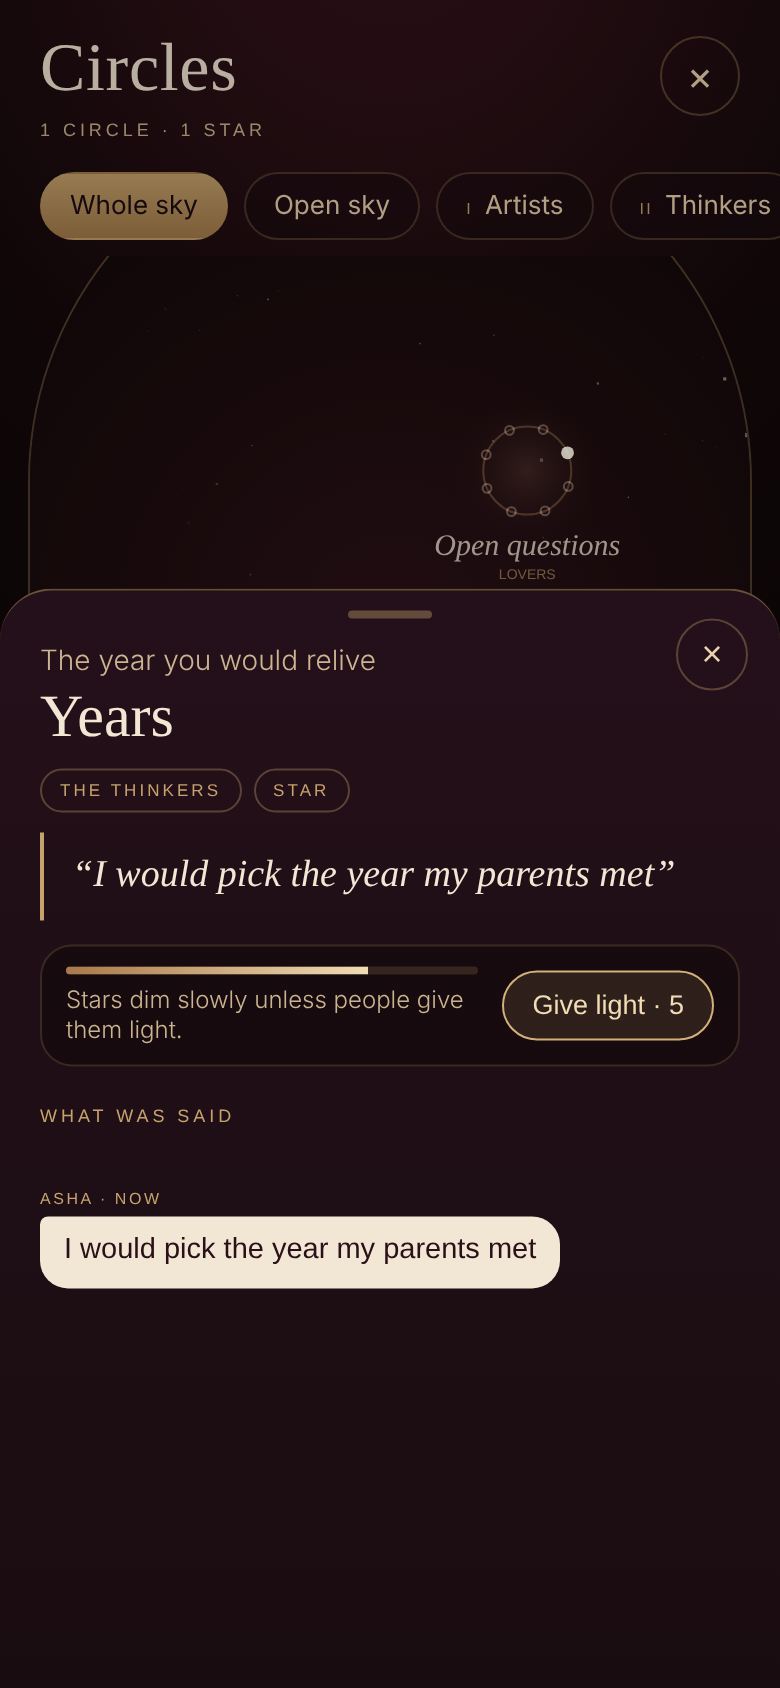 Circles
×
1 CIRCLE · 1 STAR
Whole sky
Open sky
I Artists
II Thinkers
Open questions
LOVERS
The year you would relive
×
Years
THE THINKERS
STAR
“I would pick the year my parents met”
Stars dim slowly unless people give
them light.
Give light · 5
WHAT WAS SAID
ASHA · NOW
I would pick the year my parents met